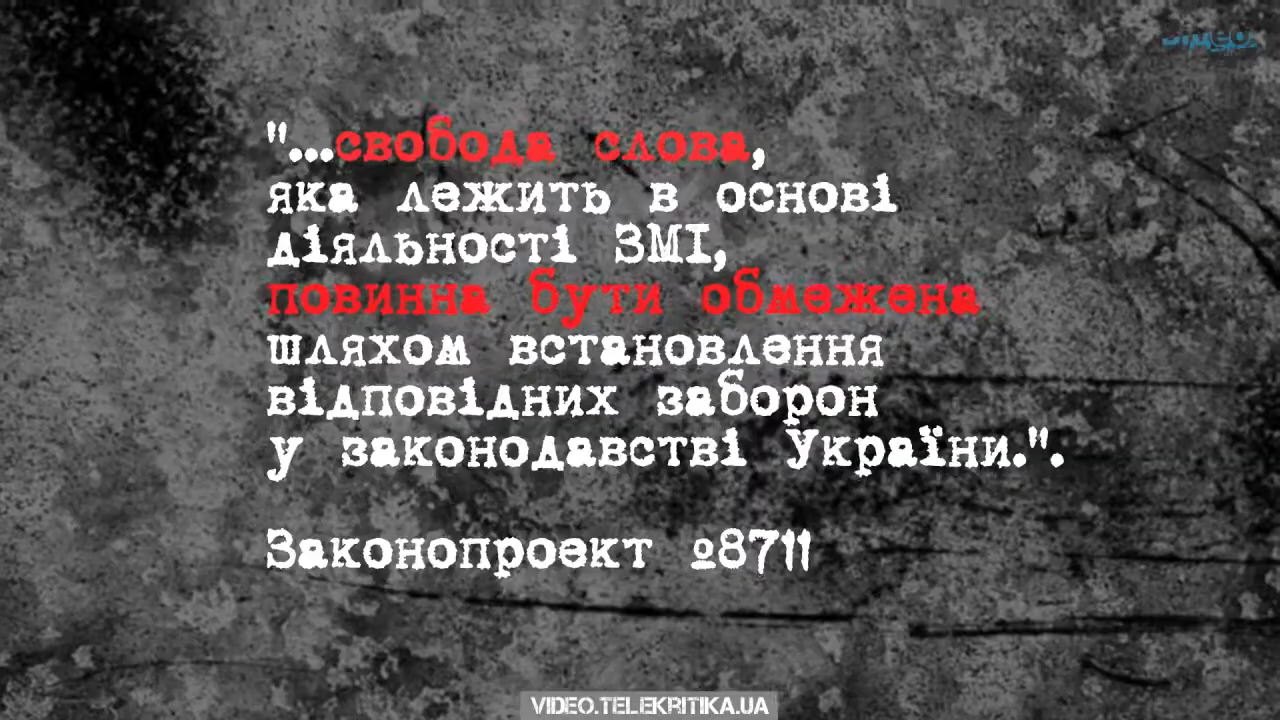 "...свобода слова,
яка лежить в основі
діяльності ЗМІ,
повинна бути обмежена
шляхом встановлення
відповідних заборон
у законодавстві України.".
Законопроект №8711
VIDEO.TELEKRITIKA.UA